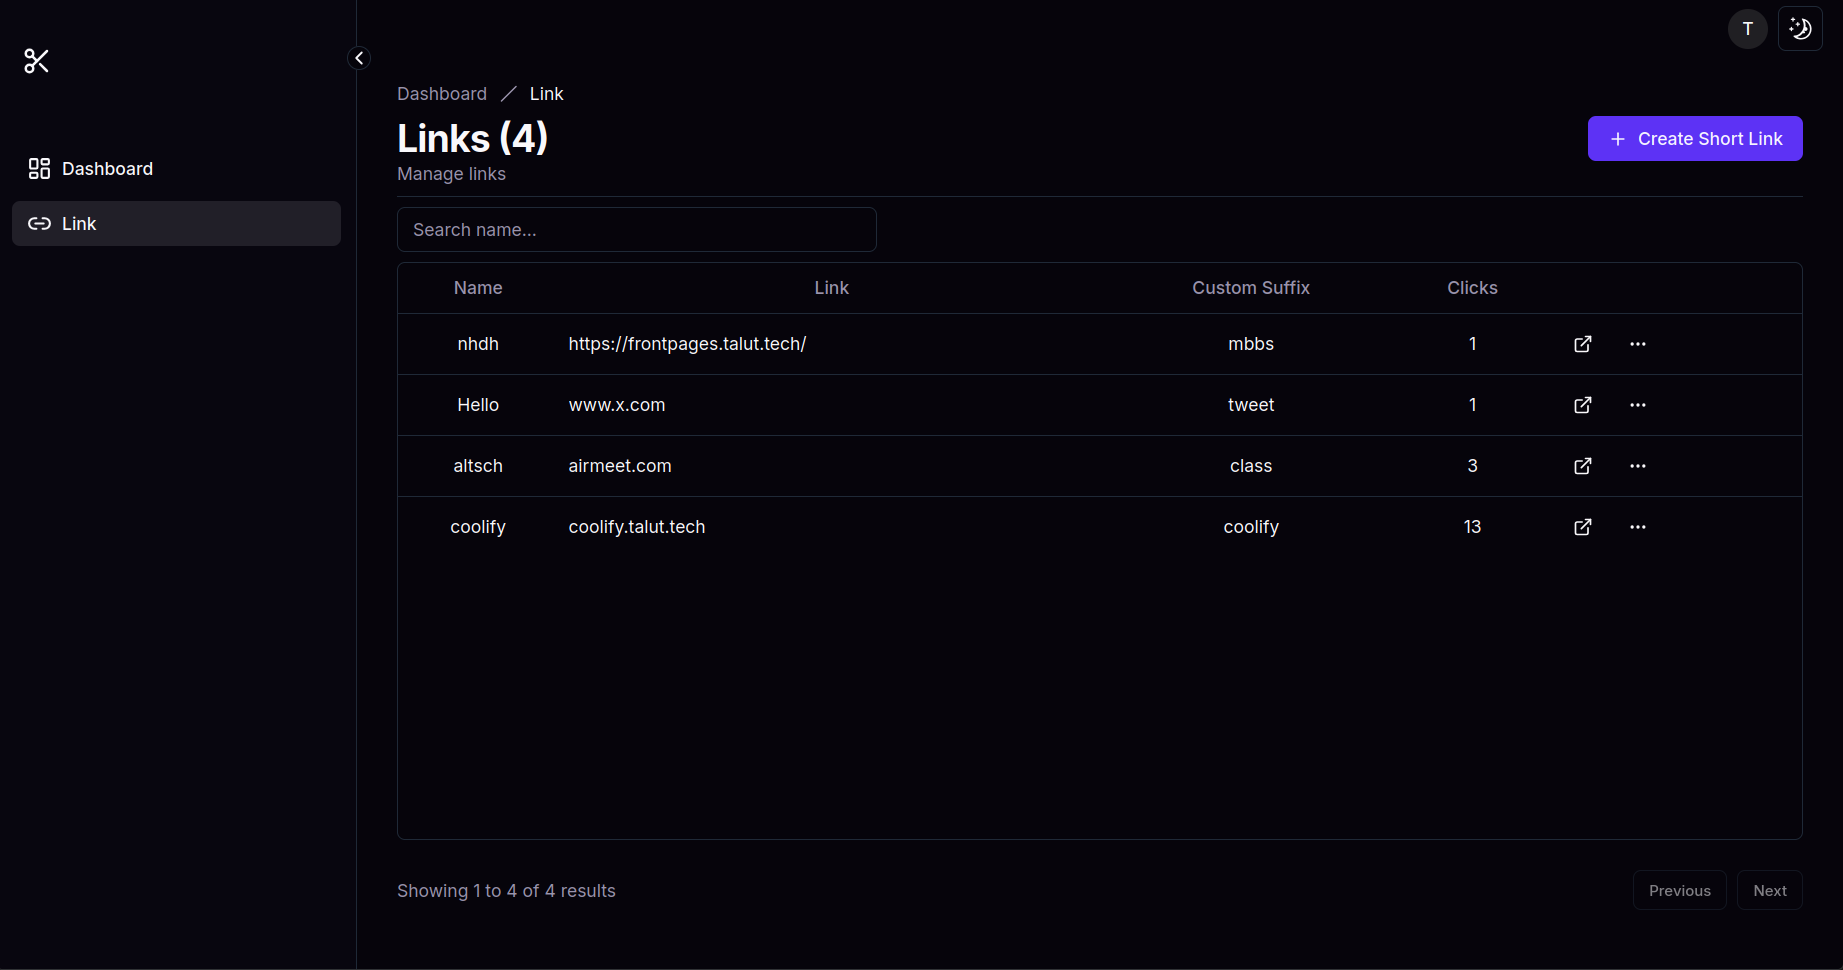 T
Dashboard
Link
Dashboard / Link
Links (4)
Manage links
+ Create Short Link
Search name...
Name Link Custom Suffix Clicks
nhdh https://frontpages.talut.tech/ mbbs 1
Hello www.x.com tweet 1
altsch airmeet.com class 3
coolify coolify.talut.tech coolify 13
Showing 1 to 4 of 4 results
Previous Next